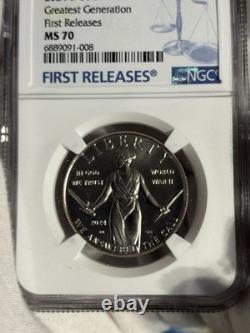 Greatest Generation
First Releases
MS 70
6889091-008
FIRST RELEASES®
NGC
LIBERTY
IN GOD
WE TRUST
WORLD
WAR II
2024
WE ANSWERED THE CALL